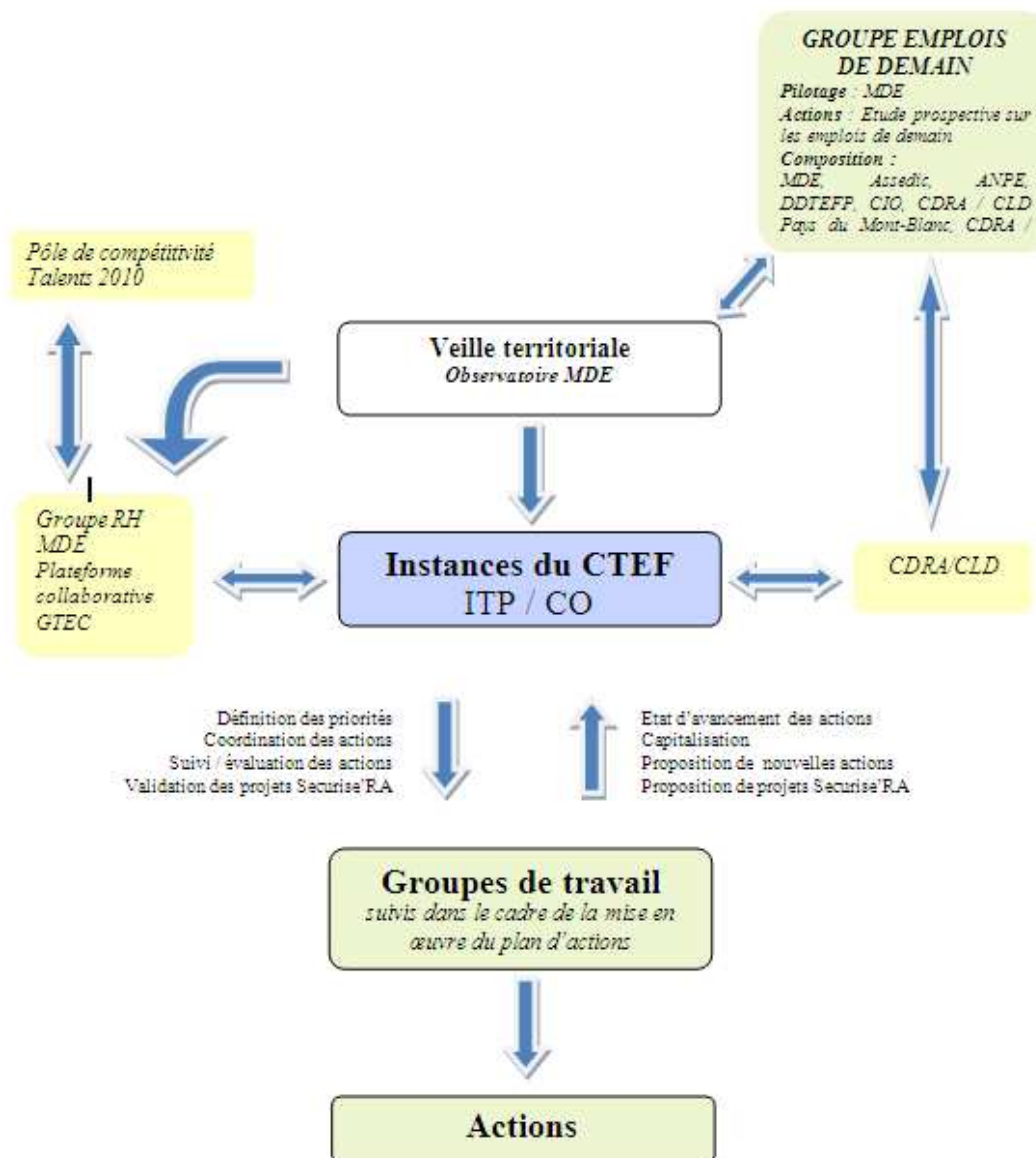 GROUPE EMPLOIS
DE DEMAIN
Pilotage : MDE
Actions : Etude prospective sur
les emplois de demain
Composition :
MDE, Assedic, ANPE,
DDTEFP, CIO, CDRA / CLD
Pays du Mont-Blanc, CDRA /
Pôle de compétitivité
Talents 2010
Veille territoriale
Observatoire MDE
Groupe RH
MDE
Plateforme
collaborative
GTEC
Instances du CTEF
ITP / CO
CDRA/CLD
Définition des priorités
Coordination des actions
Suivi / évaluation des actions
Validation des projets Securise'RA
Etat d'avancement des actions
Capitalisation
Proposition de nouvelles actions
Proposition de projets Securise'RA
Groupes de travail
suivis dans le cadre de la mise en
œuvre du plan d'actions
Actions